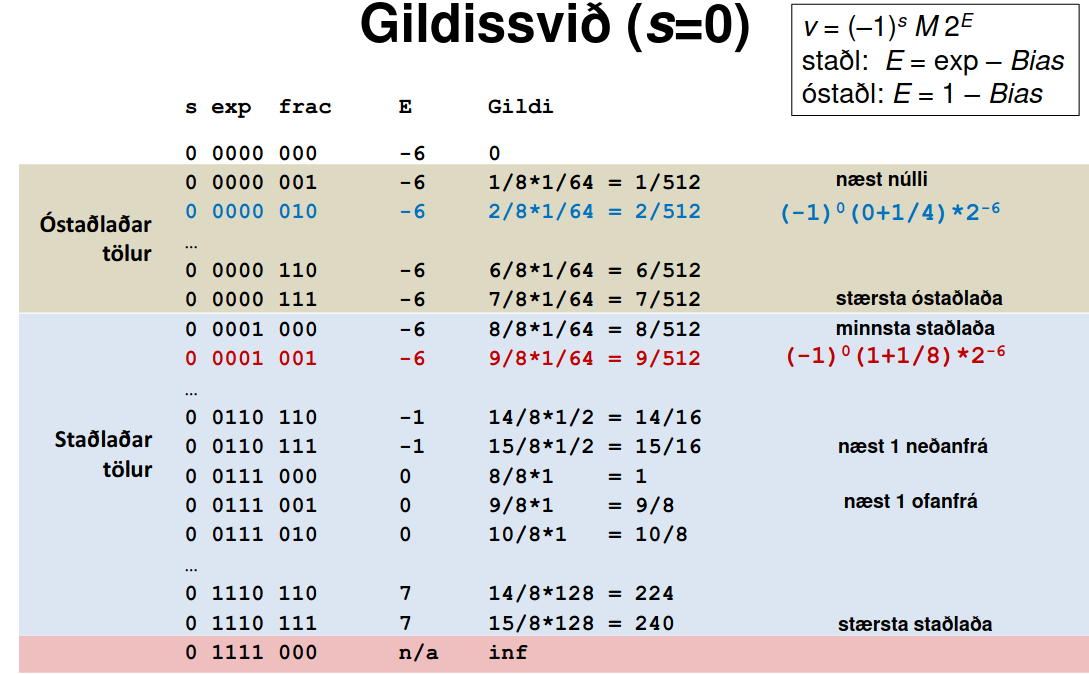 Gildissvið (s=0)
v = (–1)ˢ M 2ᴱ
staðl: E = exp – Bias
óstaðl: E = 1 – Bias
s exp frac E Gildi
0 0000 000 -6 0
Óstaðlaðar tölur
0 0000 001 -6 1/8*1/64 = 1/512 næst núlli
0 0000 010 -6 2/8*1/64 = 2/512 (-1)⁰(0+1/4)*2⁻⁶
…
0 0000 110 -6 6/8*1/64 = 6/512
0 0000 111 -6 7/8*1/64 = 7/512 stærsta óstaðlaða
Staðlaðar tölur
0 0001 000 -6 8/8*1/64 = 8/512 minnsta staðlaða
0 0001 001 -6 9/8*1/64 = 9/512 (-1)⁰(1+1/8)*2⁻⁶
…
0 0110 110 -1 14/8*1/2 = 14/16
0 0110 111 -1 15/8*1/2 = 15/16 næst 1 neðanfrá
0 0111 000 0 8/8*1 = 1
0 0111 001 0 9/8*1 = 9/8 næst 1 ofanfrá
0 0111 010 0 10/8*1 = 10/8
…
0 1110 110 7 14/8*128 = 224
0 1110 111 7 15/8*128 = 240 stærsta staðlaða
0 1111 000 n/a inf